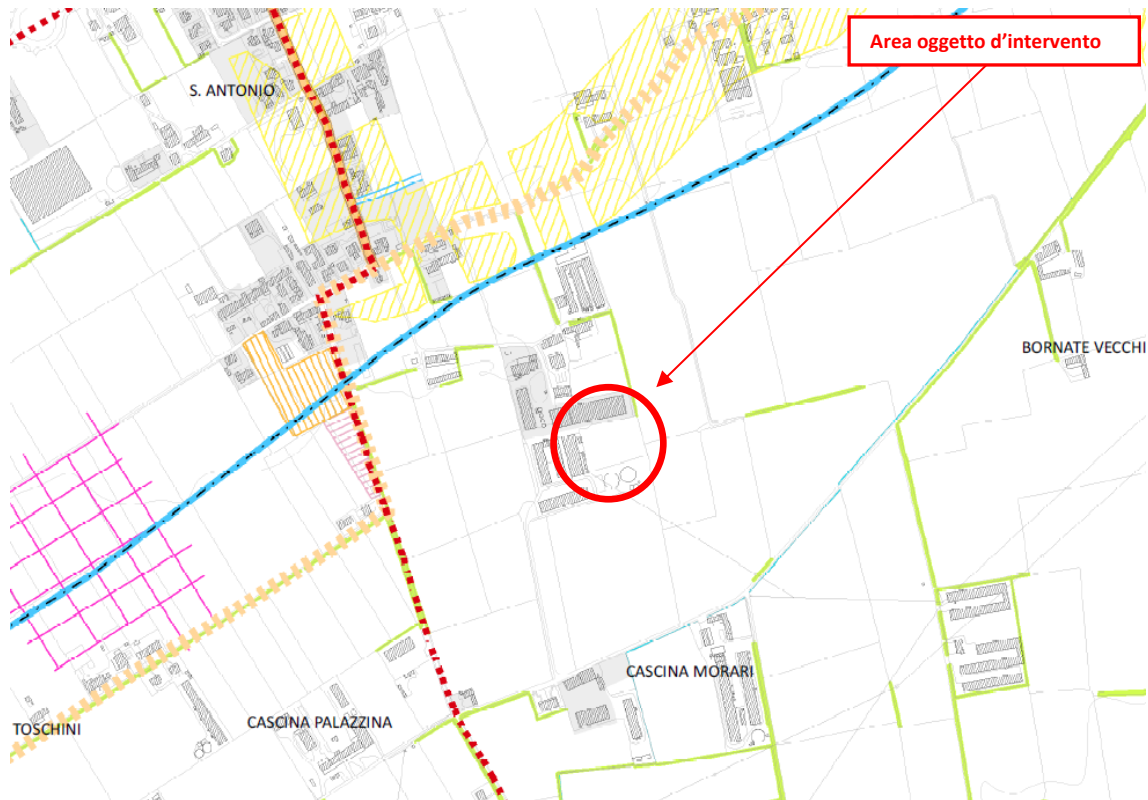 Area oggetto d'intervento
S. ANTONIO
BORNATE VECCHI
CASCINA MORARI
CASCINA PALAZZINA
TOSCHINI